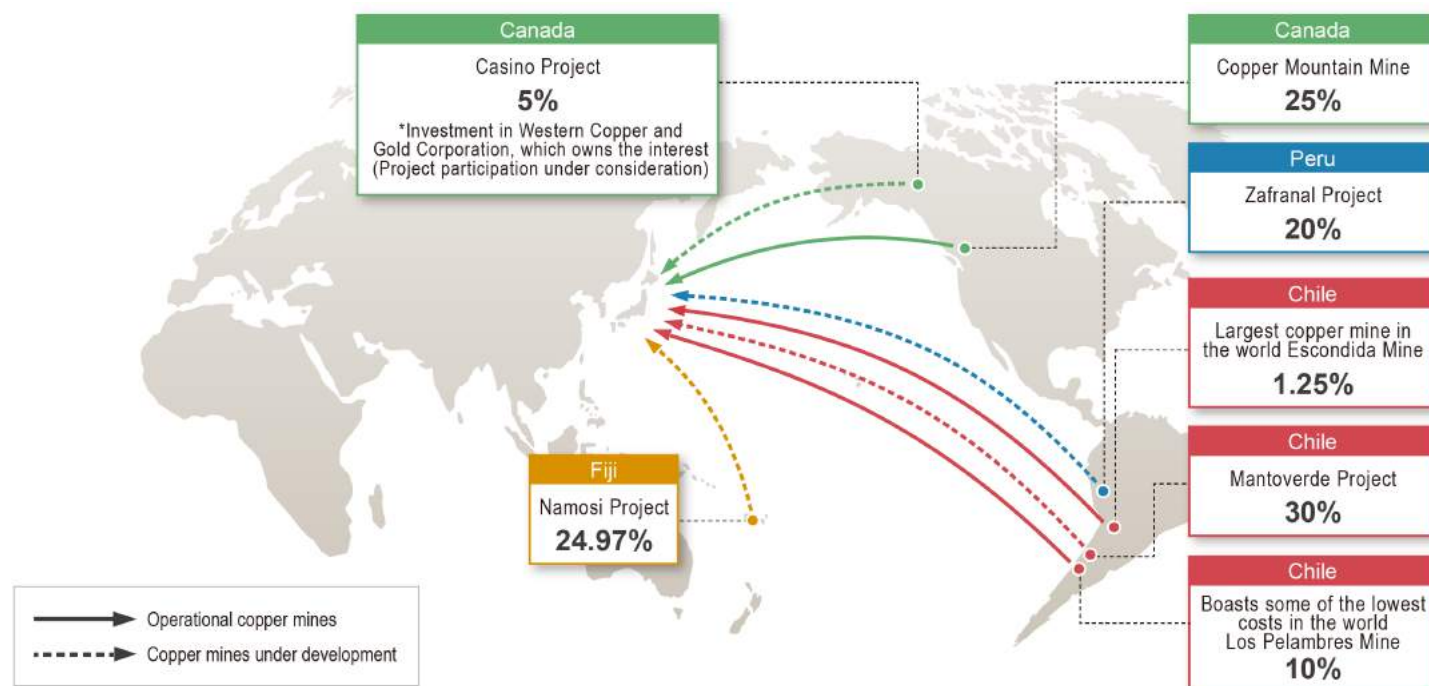 Canada
Casino Project
5%
*Investment in Western Copper and
Gold Corporation, which owns the interest
(Project participation under consideration)
Canada
Copper Mountain Mine
25%
Peru
Zafranal Project
20%
Chile
Largest copper mine in
the world Escondida Mine
1.25%
Chile
Mantoverde Project
30%
Chile
Boasts some of the lowest
costs in the world
Los Pelambres Mine
10%
Fiji
Namosi Project
24.97%
Operational copper mines
Copper mines under development